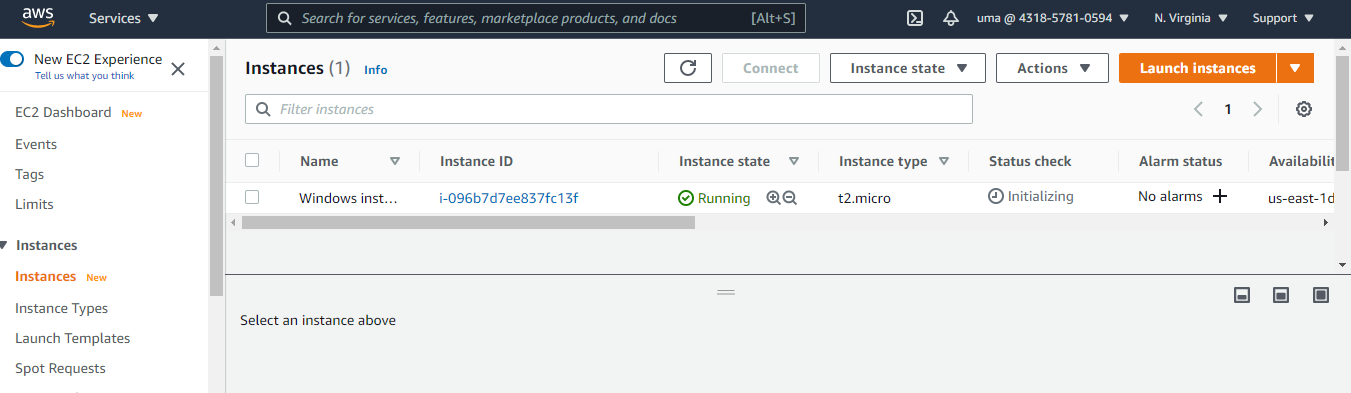 aws
Services
Search for services, features, marketplace products, and docs
[Alt+S]
uma @ 4318-5781-0594
N. Virginia
Support
New EC2 Experience
Tell us what you think
EC2 Dashboard New
Events
Tags
Limits
Instances
Instances New
Instance Types
Launch Templates
Spot Requests
Instances (1) Info
Connect
Instance state
Actions
Launch instances
Filter instances
1
Name Instance ID Instance state Instance type Status check Alarm status Availabilit
Windows inst... i-096b7d7ee837fc13f Running t2.micro Initializing No alarms us-east-1d
Select an instance above